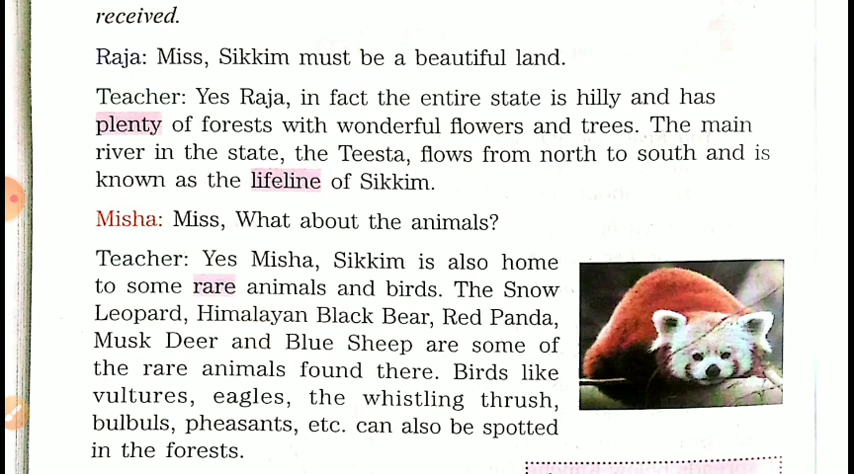 received.
Raja: Miss, Sikkim must be a beautiful land.
Teacher: Yes Raja, in fact the entire state is hilly and has
plenty of forests with wonderful flowers and trees. The main
river in the state, the Teesta, flows from north to south and is
known as the lifeline of Sikkim.
Misha: Miss, What about the animals?
Teacher: Yes Misha, Sikkim is also home
to some rare animals and birds. The Snow
Leopard, Himalayan Black Bear, Red Panda,
Musk Deer and Blue Sheep are some of
the rare animals found there. Birds like
vultures, eagles, the whistling thrush,
bulbuls, pheasants, etc. can also be spotted
in the forests.